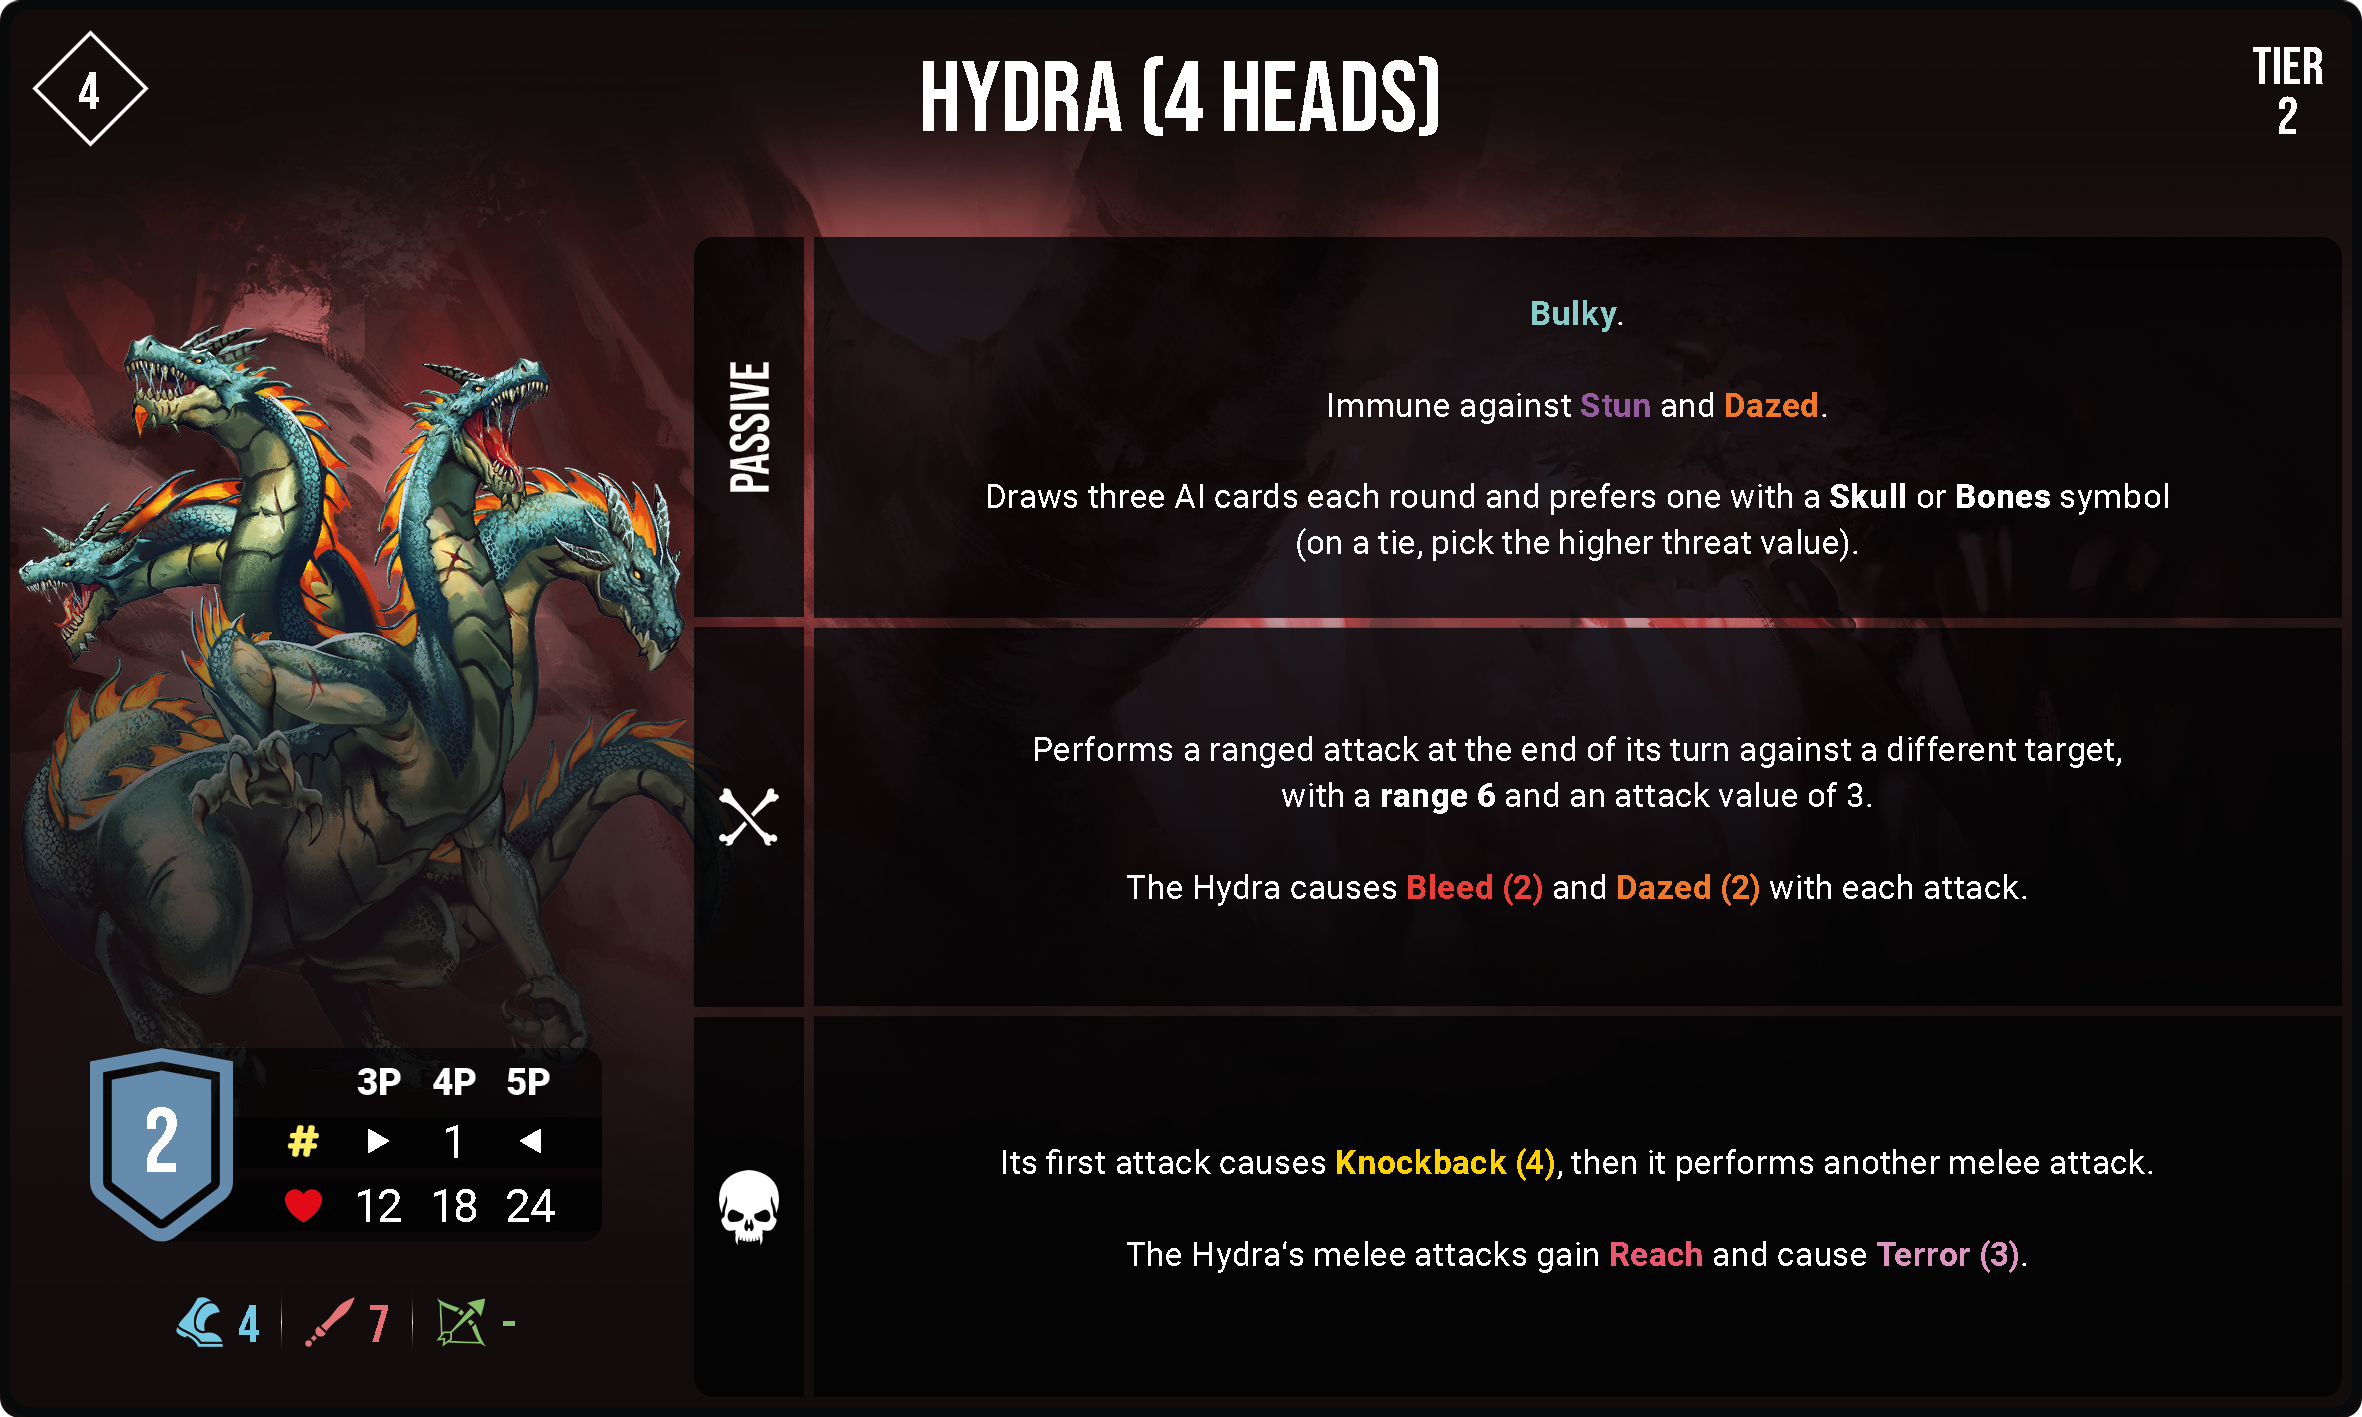 4
HYDRA (4 HEADS)
TIER
2
PASSIVE
Bulky.
Immune against Stun and Dazed.
Draws three AI cards each round and prefers one with a Skull or Bones symbol
(on a tie, pick the higher threat value).
Performs a ranged attack at the end of its turn against a different target,
with a range 6 and an attack value of 3.
The Hydra causes Bleed (2) and Dazed (2) with each attack.
Its first attack causes Knockback (4), then it performs another melee attack.
The Hydra‘s melee attacks gain Reach and cause Terror (3).
2
3P 4P 5P
# 1
12 18 24
4 7 -